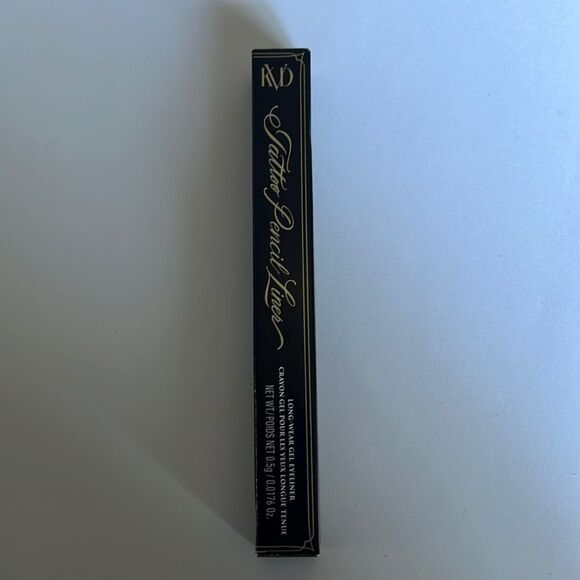 KVD
Tattoo Pencil Liner
LONG-WEAR GEL EYELINER
CRAYON GEL POUR LES YEUX LONGUE TENUE
NET WT./POIDS NET 0.5g / 0.0176 Oz.